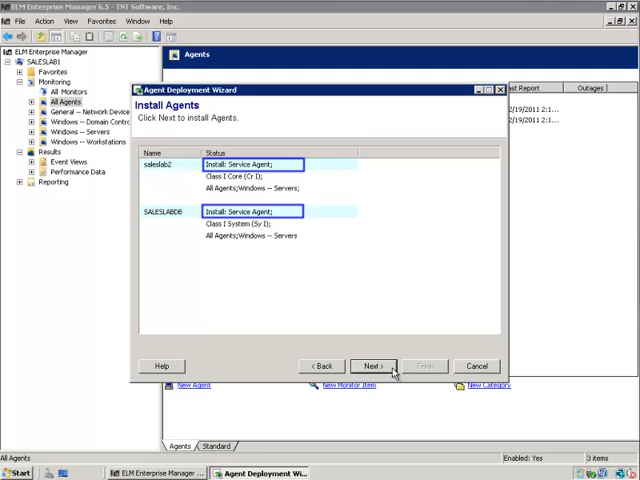 ELM Enterprise Manager 6.5 - TNT Software, Inc.
File Action View Favorites Window Help
ELM Enterprise Manager
SALESLAB1
Favorites
Monitoring
All Monitors
All Agents
General -- Network Device
Windows -- Domain Contro
Windows -- Servers
Windows -- Workstations
Results
Event Views
Performance Data
Reporting
Agents
ast Report Outages
2/19/2011 2:1...
2/19/2011 2:1...
Agent Deployment Wizard
Install Agents
Click Next to install Agents.
Name Status
saleslab2 Install: Service Agent;
Class I Core (Cr I);
All Agents;Windows -- Servers;
SALESLABDB Install: Service Agent;
Class I System (Sy I);
All Agents;Windows -- Servers
Help < Back Next > Finish Cancel
New Agent New Monitor Item New Category
Agents Standard
All Agents Enabled: Yes 3 items
Start ELM Enterprise Manager ... Agent Deployment Wi...